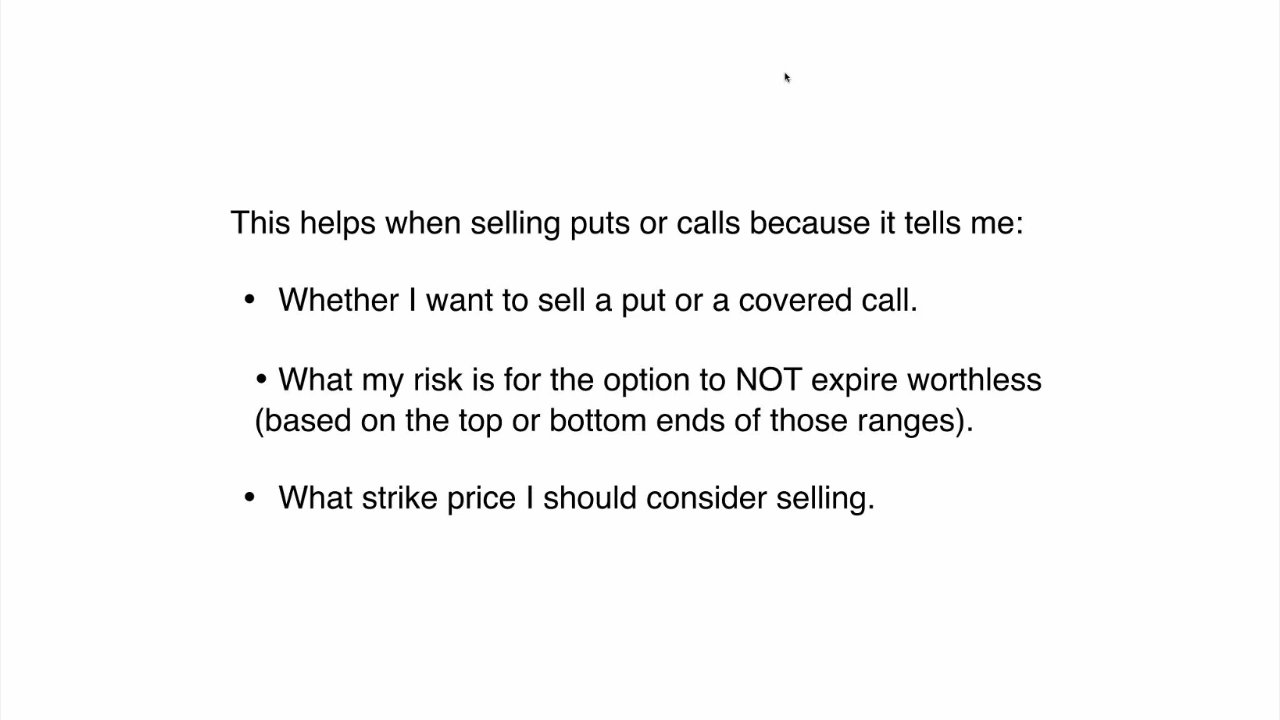 This helps when selling puts or calls because it tells me:
• Whether I want to sell a put or a covered call.
• What my risk is for the option to NOT expire worthless
(based on the top or bottom ends of those ranges).
• What strike price I should consider selling.